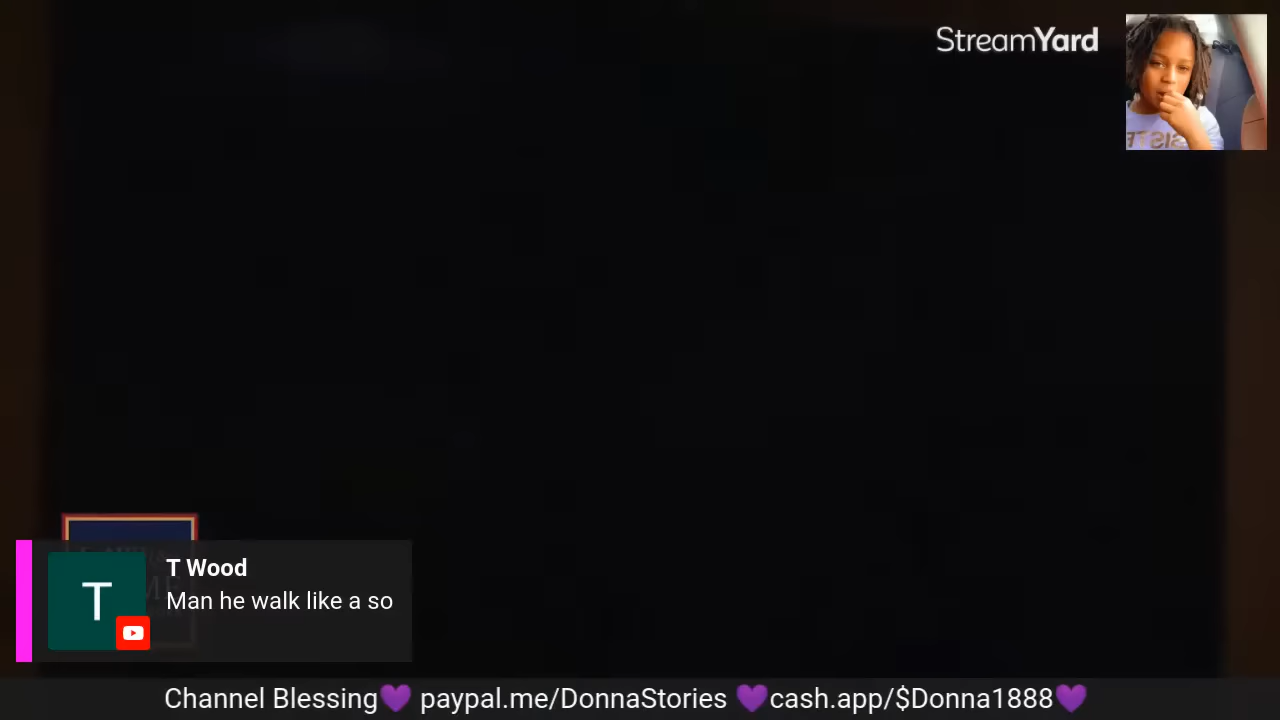 StreamYard
T
T Wood
Man he walk like a so
Channel Blessing💜 paypal.me/DonnaStories 💜cash.app/$Donna1888💜